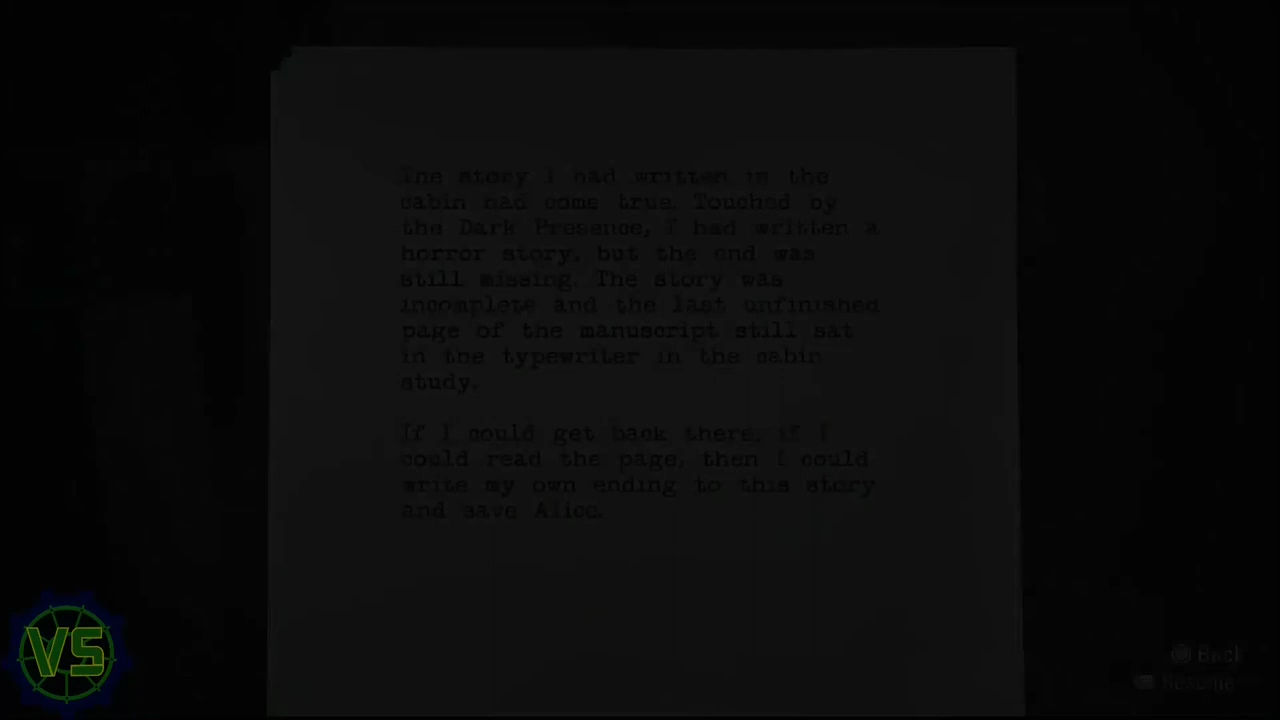 The story I had written in the
cabin had come true. Touched by
the Dark Presence, I had written a
horror story, but the end was
still missing. The story was
incomplete and the last unfinished
page of the manuscript still sat
in the typewriter in the cabin
study.
If I could get back there, if I
could read the page, then I could
write my own ending to this story
and save Alice.
VS
Back
Resume